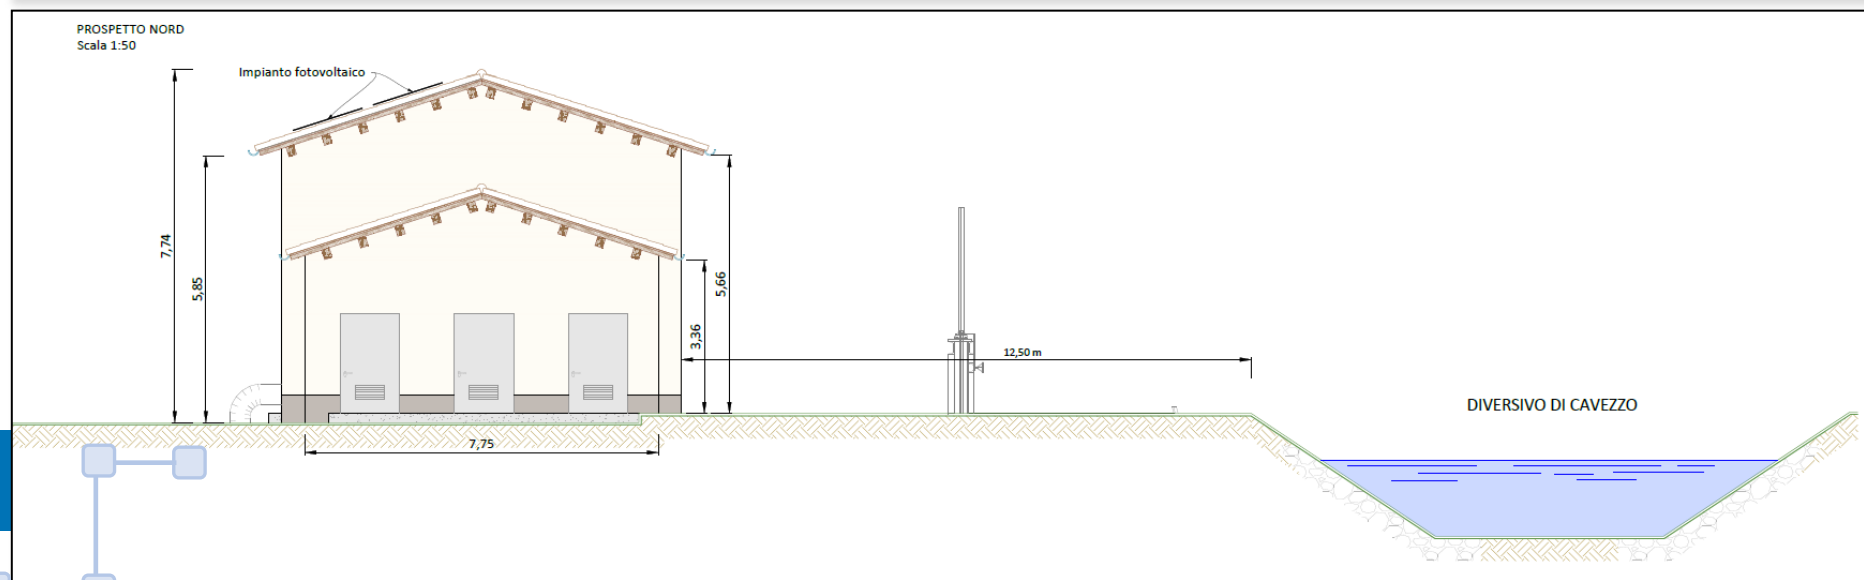 PROSPETTO NORD
Scala 1:50
Impianto fotovoltaico
7,74
5,85
5,66
3,36
12,50 m
DIVERSIVO DI CAVEZZO
7,75